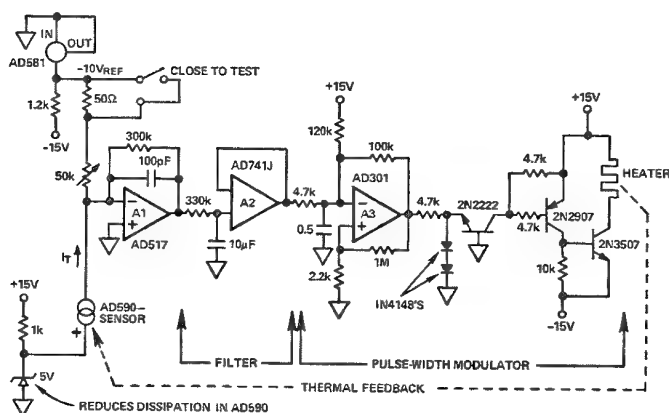 IN
OUT
AD581
−10VREF
CLOSE TO TEST
50Ω
1.2k
−15V
300k
100pF
50k
A1
AD517
330k
10μF
AD741J
A2
4.7k
0.5
+15V
120k
100k
AD301
A3
1M
2.2k
4.7k
2N2222
IN4148'S
4.7k
4.7k
2N2907
10k
−15V
+15V
HEATER
2N3507
IT
+15V
1k
AD590–
SENSOR
+
5V
FILTER
PULSE-WIDTH MODULATOR
THERMAL FEEDBACK
REDUCES DISSIPATION IN AD590